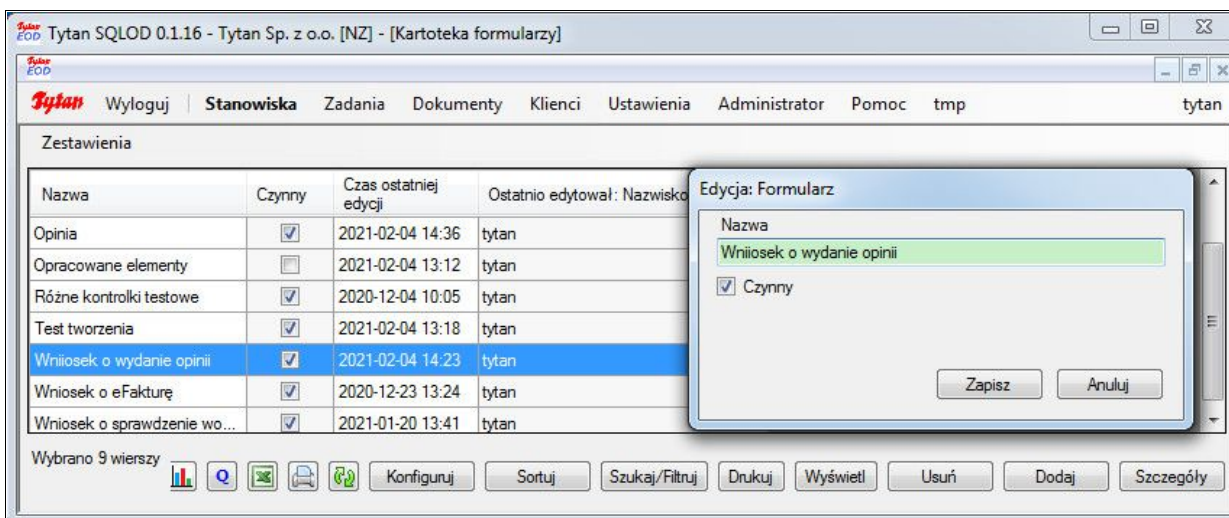 Tytan EOD Tytan SQLOD 0.1.16 - Tytan Sp. z o.o. [NZ] - [Kartoteka formularzy]
Tytan EOD
Tytan Wyloguj Stanowiska Zadania Dokumenty Klienci Ustawienia Administrator Pomoc tmp tytan
Zestawienia
Nazwa Czynny Czas ostatniej edycji Ostatnio edytował: Nazwisko
Opinia 2021-02-04 14:36 tytan
Opracowane elementy 2021-02-04 13:12 tytan
Różne kontrolki testowe 2020-12-04 10:05 tytan
Test tworzenia 2021-02-04 13:18 tytan
Wniiosek o wydanie opinii 2021-02-04 14:23 tytan
Wniosek o eFakturę 2020-12-23 13:24 tytan
Wniosek o sprawdzenie wo... 2021-01-20 13:41 tytan
Edycja: Formularz
Nazwa
Wniiosek o wydanie opinii
Czynny
Zapisz Anuluj
Wybrano 9 wierszy
Q Konfiguruj Sortuj Szukaj/Filtruj Drukuj Wyświetl Usuń Dodaj Szczegóły